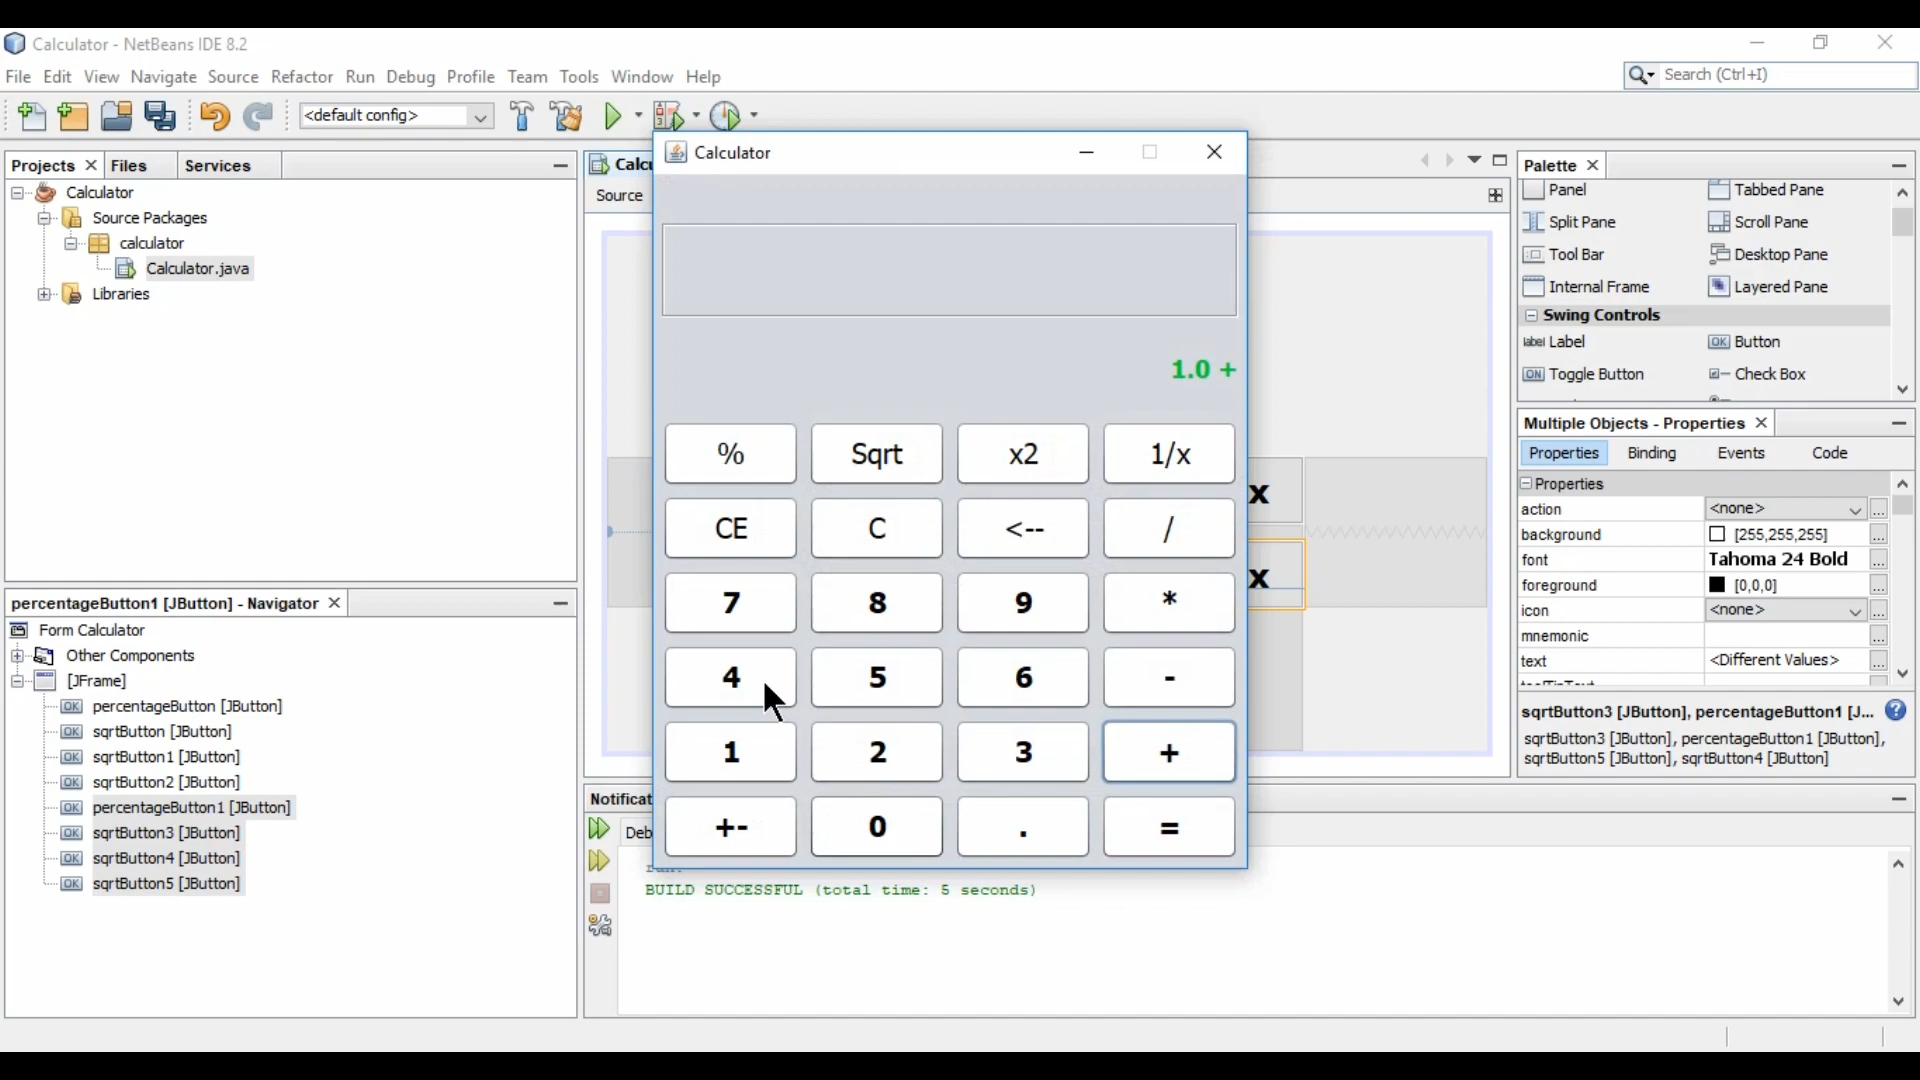 Calculator - NetBeans IDE 8.2
File Edit View Navigate Source Refactor Run Debug Profile Team Tools Window Help
Search (Ctrl+I)
<default config>
Projects Files Services
Calculator
Source Packages
calculator
Calculator.java
Libraries
percentageButton1 [JButton] - Navigator
Form Calculator
Other Components
[JFrame]
percentageButton [JButton]
sqrtButton [JButton]
sqrtButton1 [JButton]
sqrtButton2 [JButton]
percentageButton1 [JButton]
sqrtButton3 [JButton]
sqrtButton4 [JButton]
sqrtButton5 [JButton]
Source
Calculator
1.0 +
% Sqrt x2 1/x
CE C <-- /
7 8 9 *
4 5 6 -
1 2 3 +
+- 0 . =
x
x
BUILD SUCCESSFUL (total time: 5 seconds)
Palette
Panel Tabbed Pane
Split Pane Scroll Pane
Tool Bar Desktop Pane
Internal Frame Layered Pane
Swing Controls
label Label OK Button
ON Toggle Button Check Box
Multiple Objects - Properties
Properties Binding Events Code
Properties
action <none> ...
background [255,255,255] ...
font Tahoma 24 Bold ...
foreground [0,0,0] ...
icon <none> ...
mnemonic ...
text <Different Values> ...
sqrtButton3 [JButton], percentageButton1 [J...
sqrtButton3 [JButton], percentageButton1 [JButton],
sqrtButton5 [JButton], sqrtButton4 [JButton]